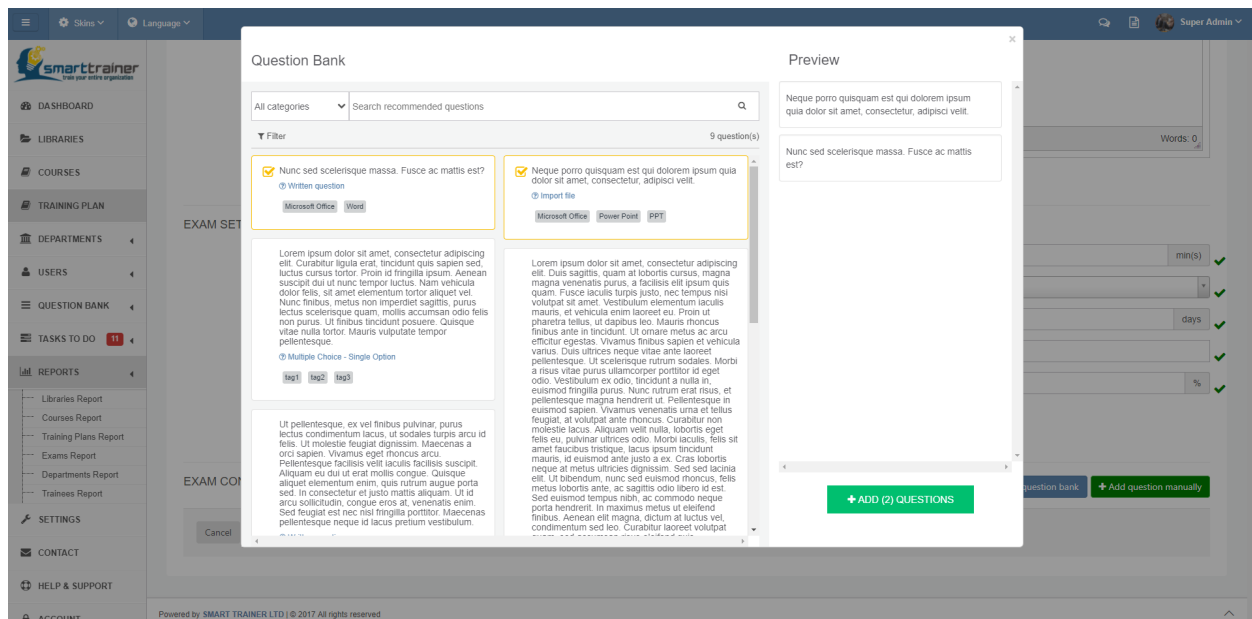 Skins
Language
Super Admin
smarttrainer
train your entire organization
DASHBOARD
LIBRARIES
COURSES
TRAINING PLAN
DEPARTMENTS
USERS
QUESTION BANK
TASKS TO DO 11
REPORTS
Libraries Report
Courses Report
Training Plans Report
Exams Report
Departments Report
Trainees Report
SETTINGS
CONTACT
HELP & SUPPORT
ACCOUNT
EXAM SET
EXAM CON
Cancel
Question Bank
All categories
Search recommended questions
Filter
9 question(s)
Nunc sed scelerisque massa. Fusce ac mattis est?
Written question
Microsoft Office Word
Lorem ipsum dolor sit amet, consectetur adipiscing
elit. Curabitur ligula erat, tincidunt quis sapien sed,
luctus cursus tortor. Proin id fringilla ipsum. Aenean
suscipit dui ut nunc tempor luctus. Nam vehicula
dolor felis, sit amet elementum tortor aliquet vel.
Nunc finibus, metus non imperdiet sagittis, purus
lectus scelerisque quam, mollis accumsan odio felis
non purus. Ut finibus tincidunt posuere. Quisque
vitae nulla tortor. Mauris vulputate tempor
pellentesque.
Multiple Choice - Single Option
tag1 tag2 tag3
Ut pellentesque, ex vel finibus pulvinar, purus
lectus condimentum lacus, ut sodales turpis arcu id
felis. Ut molestie feugiat dignissim. Maecenas a
orci sapien. Vivamus eget rhoncus arcu.
Pellentesque facilisis velit iaculis facilisis suscipit.
Aliquam eu dui ut erat mollis congue. Quisque
aliquet elementum enim, quis rutrum augue porta
sed. In consectetur et justo mattis aliquam. Ut id
arcu sollicitudin, congue eros at, venenatis enim.
Sed feugiat est nec nisl fringilla porttitor. Maecenas
pellentesque neque id lacus pretium vestibulum.
Neque porro quisquam est qui dolorem ipsum quia
dolor sit amet, consectetur, adipisci velit.
Import file
Microsoft Office Power Point PPT
Lorem ipsum dolor sit amet, consectetur adipiscing
elit. Duis sagittis, quam at lobortis cursus, magna
magna venenatis purus, a facilisis elit ipsum quis
quam. Fusce iaculis turpis justo, nec tempus nisi
volutpat sit amet. Vestibulum elementum iaculis
mauris, et vehicula enim laoreet eu. Proin ut
pharetra tellus, ut dapibus leo. Mauris rhoncus
finibus ante in tincidunt. Ut ornare metus ac arcu
efficitur egestas. Vivamus finibus sapien et vehicula
varius. Duis ultrices neque vitae ante laoreet
pellentesque. Ut scelerisque rutrum sodales. Morbi
a risus vitae purus ullamcorper porttitor id eget
odio. Vestibulum ex odio, tincidunt a nulla in,
euismod fringilla purus. Nunc rutrum erat risus, et
pellentesque magna hendrerit ut. Pellentesque in
euismod sapien. Vivamus venenatis urna et tellus
feugiat, at volutpat ante rhoncus. Curabitur non
molestie lacus. Aliquam velit nulla, lobortis eget
felis eu, pulvinar ultrices odio. Morbi iaculis, felis sit
amet faucibus tristique, lacus ipsum tincidunt
mauris, id euismod ante justo a ex. Cras lobortis
neque at metus ultricies dignissim. Sed sed lacinia
elit. Ut bibendum, nunc sed euismod rhoncus, felis
metus lobortis ante, ac sagittis odio libero id est.
Sed euismod tempus nibh, ac commodo neque
porta hendrerit. In maximus metus ut eleifend
finibus. Aenean elit magna, dictum at luctus vel,
condimentum sed leo. Curabitur laoreet volutpat
Preview
Neque porro quisquam est qui dolorem ipsum
quia dolor sit amet, consectetur, adipisci velit.
Nunc sed scelerisque massa. Fusce ac mattis
est?
ADD (2) QUESTIONS
Words: 0
min(s)
days
%
question bank
Add question manually
Powered by SMART TRAINER LTD | © 2017 All rights reserved